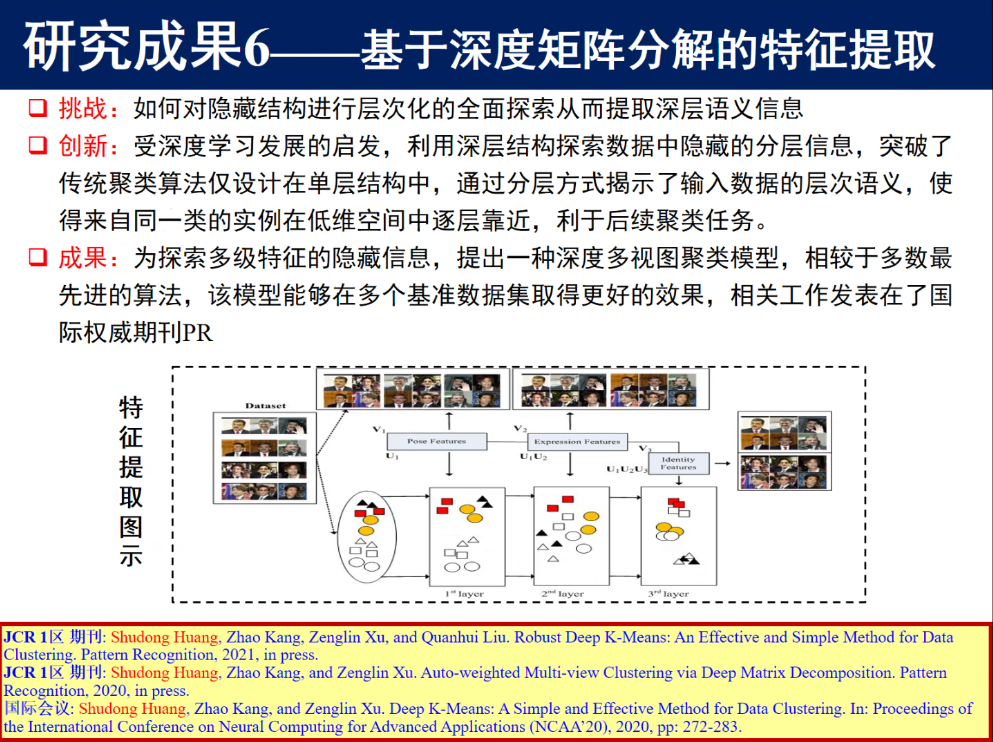 研究成果6——基于深度矩阵分解的特征提取
挑战：如何对隐藏结构进行层次化的全面探索从而提取深层语义信息
创新：受深度学习发展的启发，利用深层结构探索数据中隐藏的分层信息，突破了
传统聚类算法仅设计在单层结构中，通过分层方式揭示了输入数据的层次语义，使
得来自同一类的实例在低维空间中逐层靠近，利于后续聚类任务。
成果：为探索多级特征的隐藏信息，提出一种深度多视图聚类模型，相较于多数最
先进的算法，该模型能够在多个基准数据集取得更好的效果，相关工作发表在了国
际权威期刊PR
特征提取图示
Dataset
V1
Pose Features
U1
V2
Expression Features
U1U2
V3
Identity
Features
U1U2U3
1st layer
2nd layer
3rd layer
JCR 1区 期刊: Shudong Huang, Zhao Kang, Zenglin Xu, and Quanhui Liu. Robust Deep K-Means: An Effective and Simple Method for Data
Clustering. Pattern Recognition, 2021, in press.
JCR 1区 期刊: Shudong Huang, Zhao Kang, and Zenglin Xu. Auto-weighted Multi-view Clustering via Deep Matrix Decomposition. Pattern
Recognition, 2020, in press.
国际会议: Shudong Huang, Zhao Kang, and Zenglin Xu. Deep K-Means: A Simple and Effective Method for Data Clustering. In: Proceedings of
the International Conference on Neural Computing for Advanced Applications (NCAA’20), 2020, pp: 272-283.